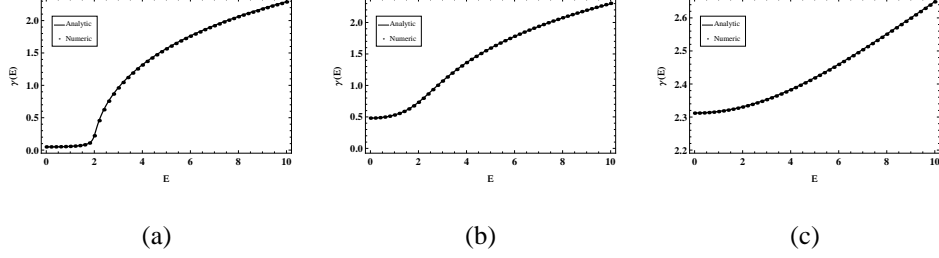 Analytic
Numeric
γ(E)
2.0
1.5
1.0
0.5
0.0
0 2 4 6 8 10
E
(a)
Analytic
Numeric
γ(E)
2.0
1.5
1.0
0.5
0.0
0 2 4 6 8 10
E
(b)
Analytic
Numeric
γ(E)
2.6
2.5
2.4
2.3
2.2
0 2 4 6 8 10
E
(c)